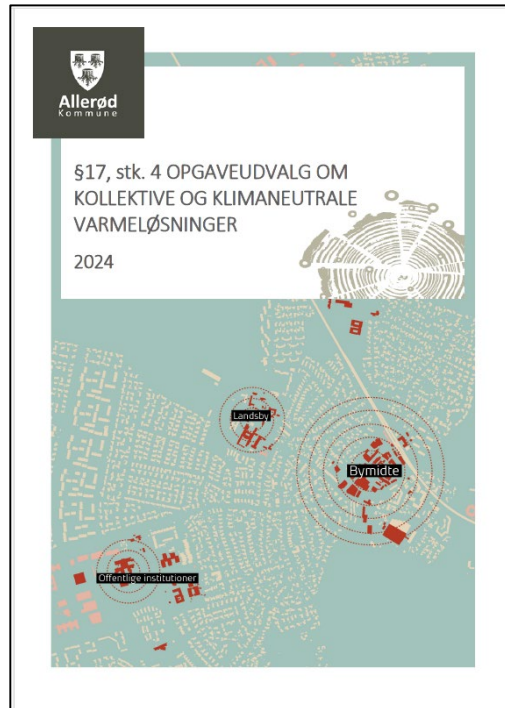 Allerød
Kommune
§17, stk. 4 OPGAVEUDVALG OM
KOLLEKTIVE OG KLIMANEUTRALE
VARMELØSNINGER
2024
Landsby
Bymidte
Offentlige institutioner